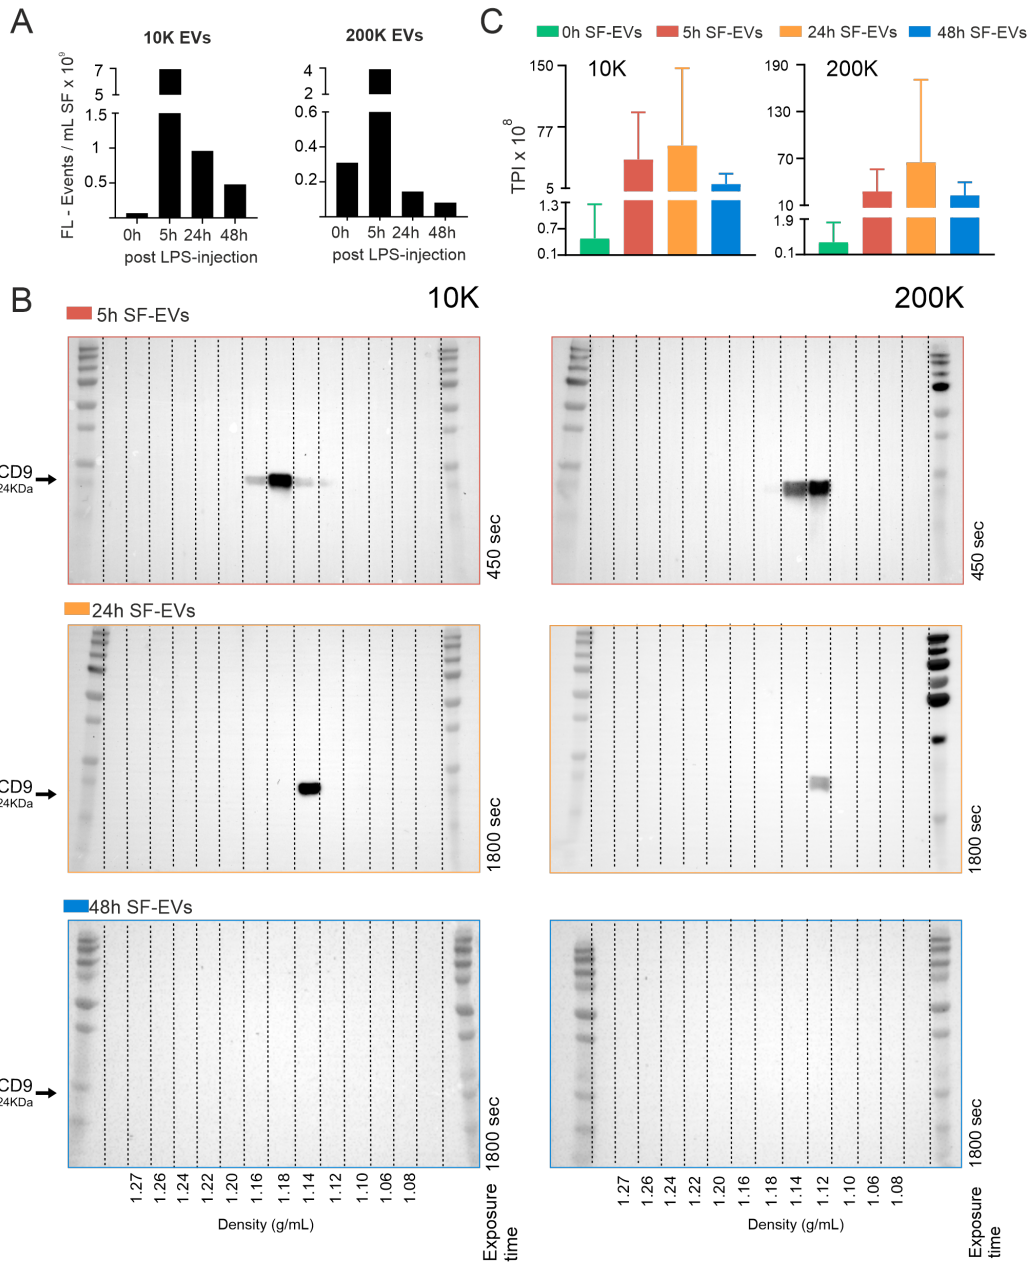 A
10K EVs
200K EVs
FL - Events / mL SF x 10⁹
7
5
1.5
1
0.5
0h 5h 24h 48h
post LPS-injection
4
2
0.6
0.4
0.2
0h 5h 24h 48h
post LPS-injection
C
0h SF-EVs 5h SF-EVs 24h SF-EVs 48h SF-EVs
10K
TPI x 10⁸
150
77
5
1.3
0.7
0.1
200K
190
130
70
10
1.9
0.1
B
10K
200K
5h SF-EVs
CD9
24KDa
450 sec
450 sec
24h SF-EVs
CD9
24KDa
1800 sec
1800 sec
48h SF-EVs
CD9
24KDa
1800 sec
1800 sec
1.27 1.26 1.24 1.22 1.20 1.16 1.18 1.14 1.12 1.10 1.06 1.08
Density (g/mL)
Exposure
time
1.27 1.26 1.24 1.22 1.20 1.16 1.18 1.14 1.12 1.10 1.06 1.08
Density (g/mL)
Exposure
time